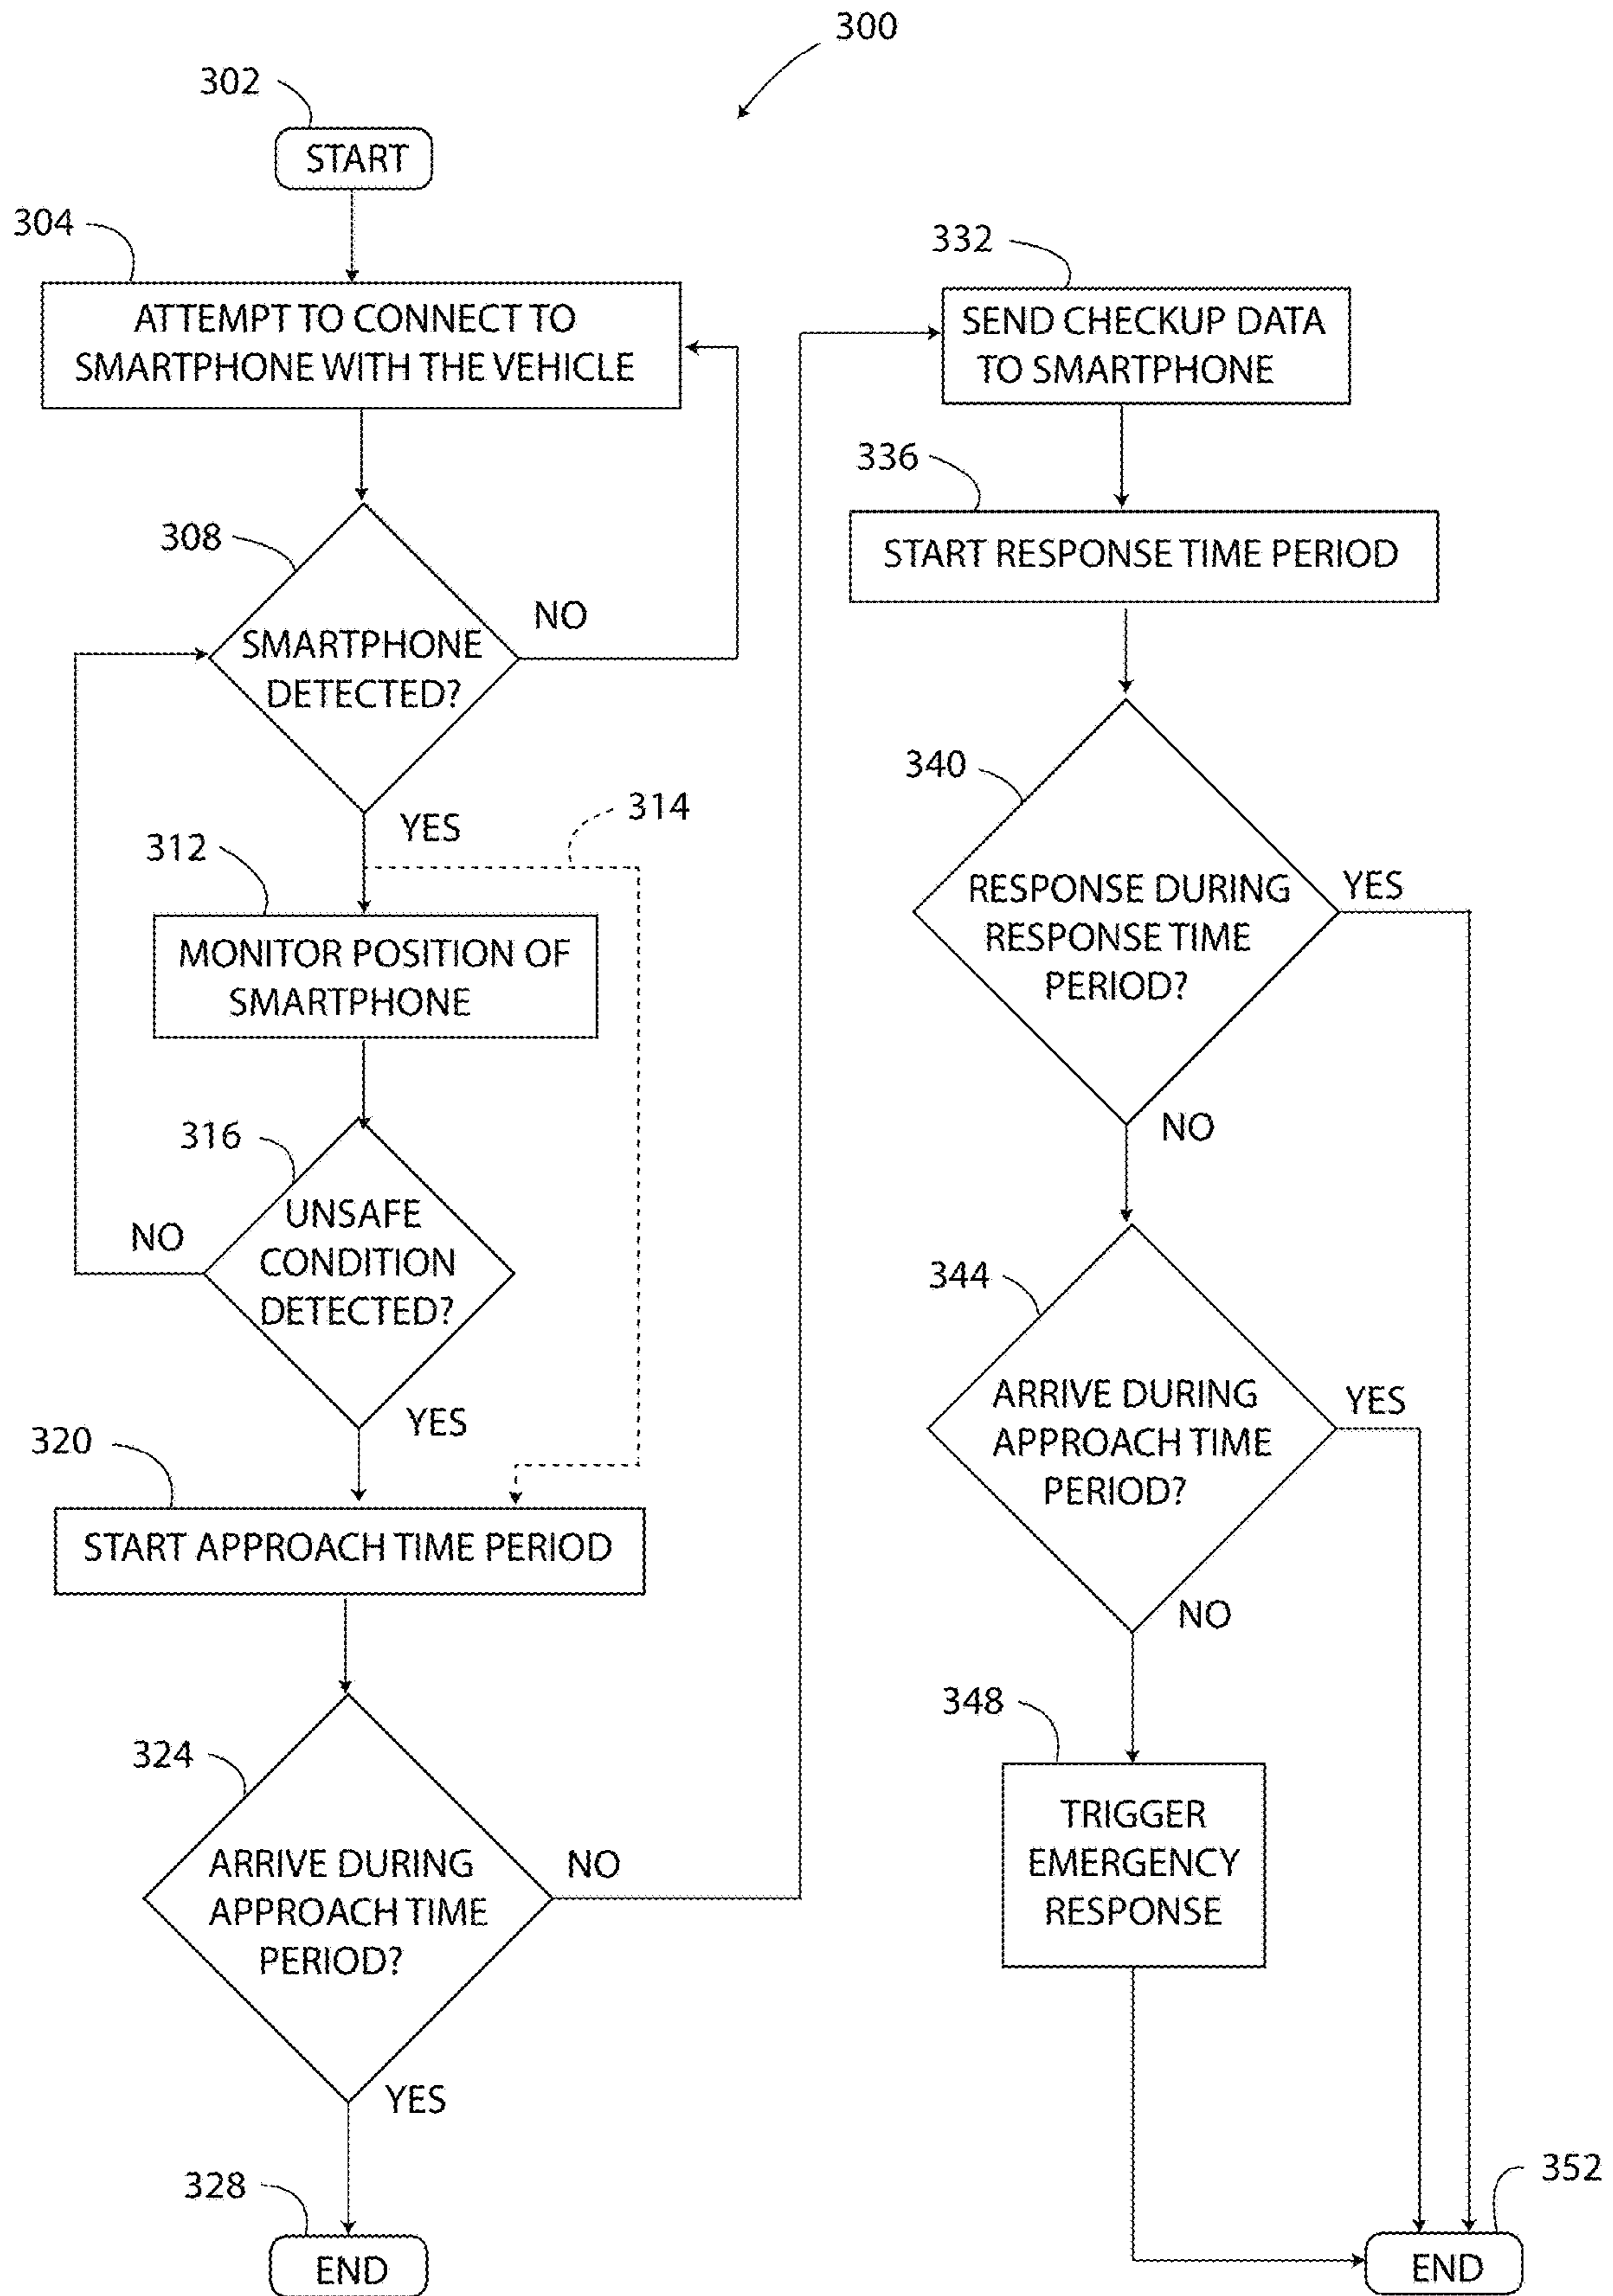 300
302
START
304
ATTEMPT TO CONNECT TO
SMARTPHONE WITH THE VEHICLE
308
SMARTPHONE
DETECTED?
NO
YES
314
312
MONITOR POSITION OF
SMARTPHONE
316
UNSAFE
CONDITION
DETECTED?
NO
YES
320
START APPROACH TIME PERIOD
324
ARRIVE DURING
APPROACH TIME
PERIOD?
NO
YES
328
END
332
SEND CHECKUP DATA
TO SMARTPHONE
336
START RESPONSE TIME PERIOD
340
RESPONSE DURING
RESPONSE TIME
PERIOD?
YES
NO
344
ARRIVE DURING
APPROACH TIME
PERIOD?
YES
NO
348
TRIGGER
EMERGENCY
RESPONSE
352
END